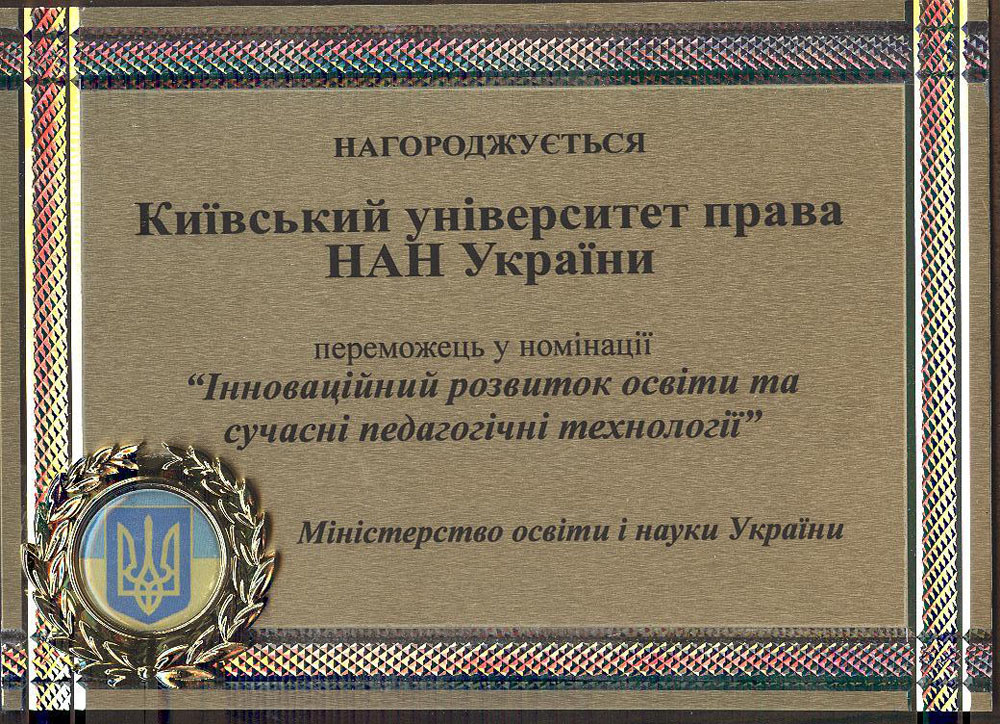 НАГОРОДЖУЄТЬСЯ
Київський університет права
НАН України
переможець у номінації
“Інноваційний розвиток освіти та
сучасні педагогічні технології”
Міністерство освіти і науки України